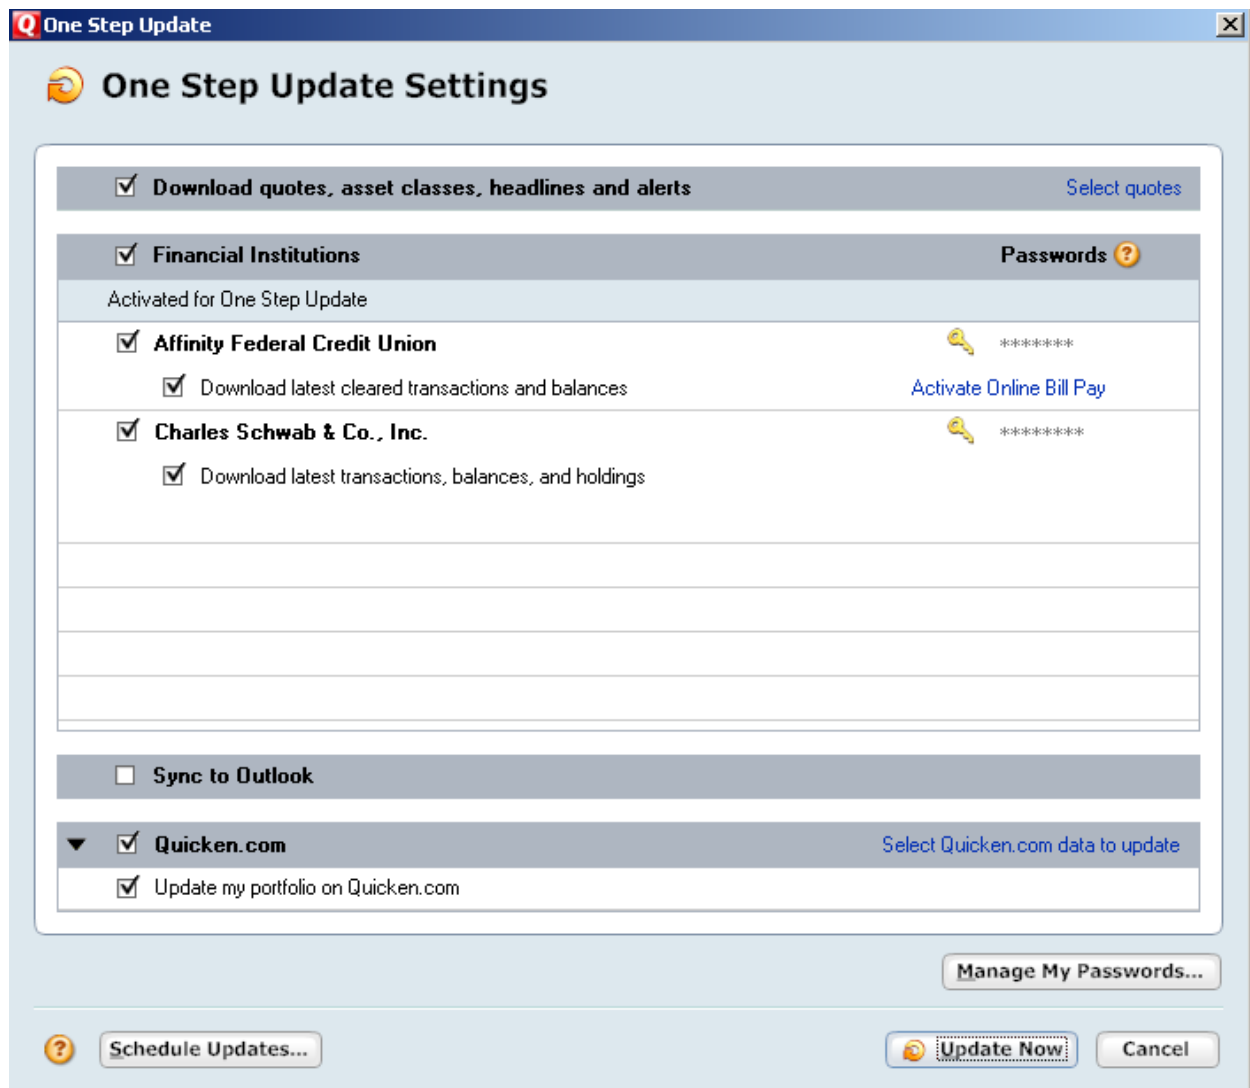 Q One Step Update
One Step Update Settings
Download quotes, asset classes, headlines and alerts Select quotes
Financial Institutions Passwords ?
Activated for One Step Update
Affinity Federal Credit Union *******
Download latest cleared transactions and balances Activate Online Bill Pay
Charles Schwab & Co., Inc. ********
Download latest transactions, balances, and holdings
Sync to Outlook
Quicken.com Select Quicken.com data to update
Update my portfolio on Quicken.com
Manage My Passwords...
? Schedule Updates... Update Now Cancel